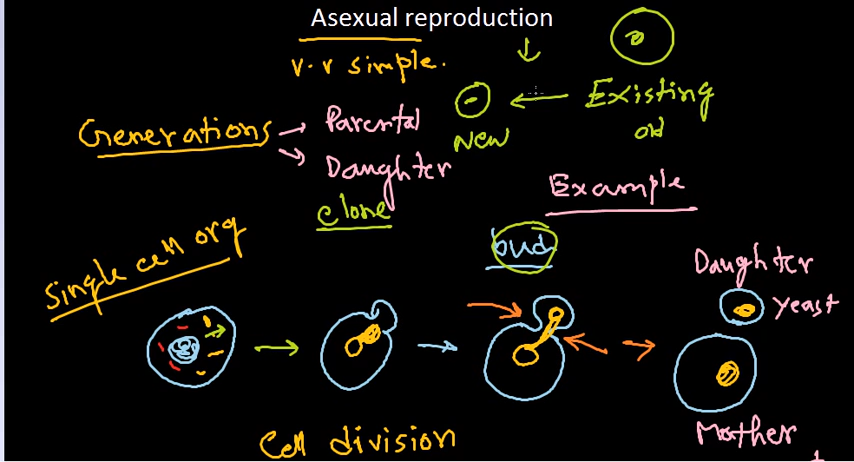 Asexual reproduction
v.v simple.
Existing
old
New
Generations
Parental
Daughter
clone
Example
Single cell org
bud
Daughter
yeast
Cell division
Mother